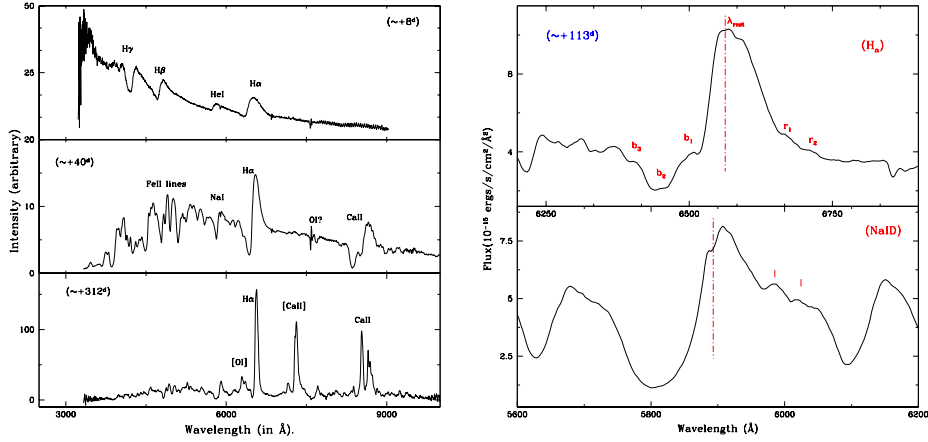 (~+8ᵈ)
50
25
20
Hγ
Hβ
HeI
Hα
(~+40ᵈ)
10
0
FeII lines
NaI
Hα
OI?
CaII
(~+312ᵈ)
100
0
[OI]
Hα
[CaII]
CaII
3000 6000 9000
Wavelength (in Å).
Intensity (arbitrary)
(~+113ᵈ)
λrest
(Hα)
8
4
b3
b2
b1
r1
r2
6250 6500 6750
(NaID)
7.5
5
2.5
5600 5800 6000 6200
Wavelength (Å)
Flux(10⁻¹⁵ ergs/s/cm²/Å²)